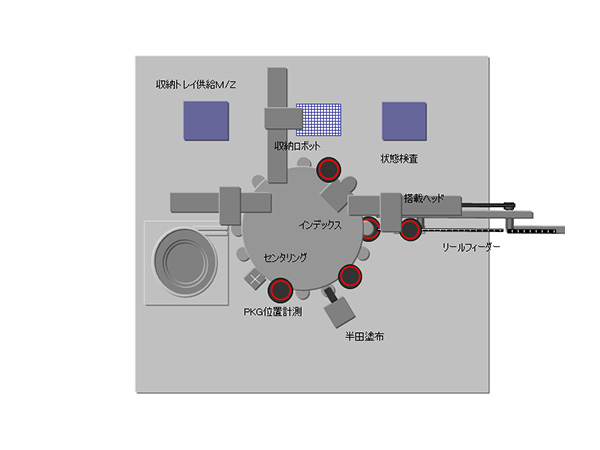 収納トレイ供給M/Z
収納ロボット
状態検査
搭載ヘッド
インデックス
リールフィーダー
センタリング
PKG位置計測
半田塗布